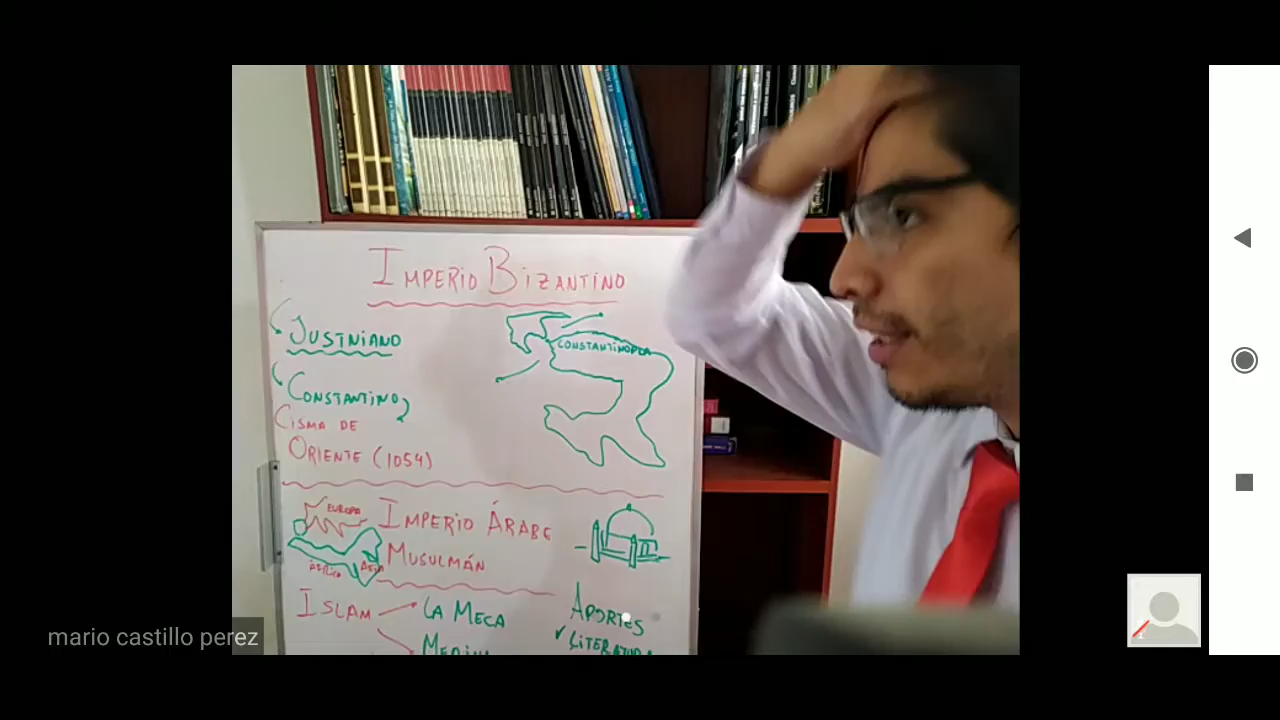 IMPERIO BIZANTINO
JUSTNIANO
CONSTANTINOPLA
CONSTANTINO
CISMA DE
ORIENTE (1054)
EUROPA
IMPERIO ÁRABE
MUSULMÁN
ÁFRICA
ASIA
ISLAM
LA MECA
APORTES
✓ LITERATURA
mario castillo perez